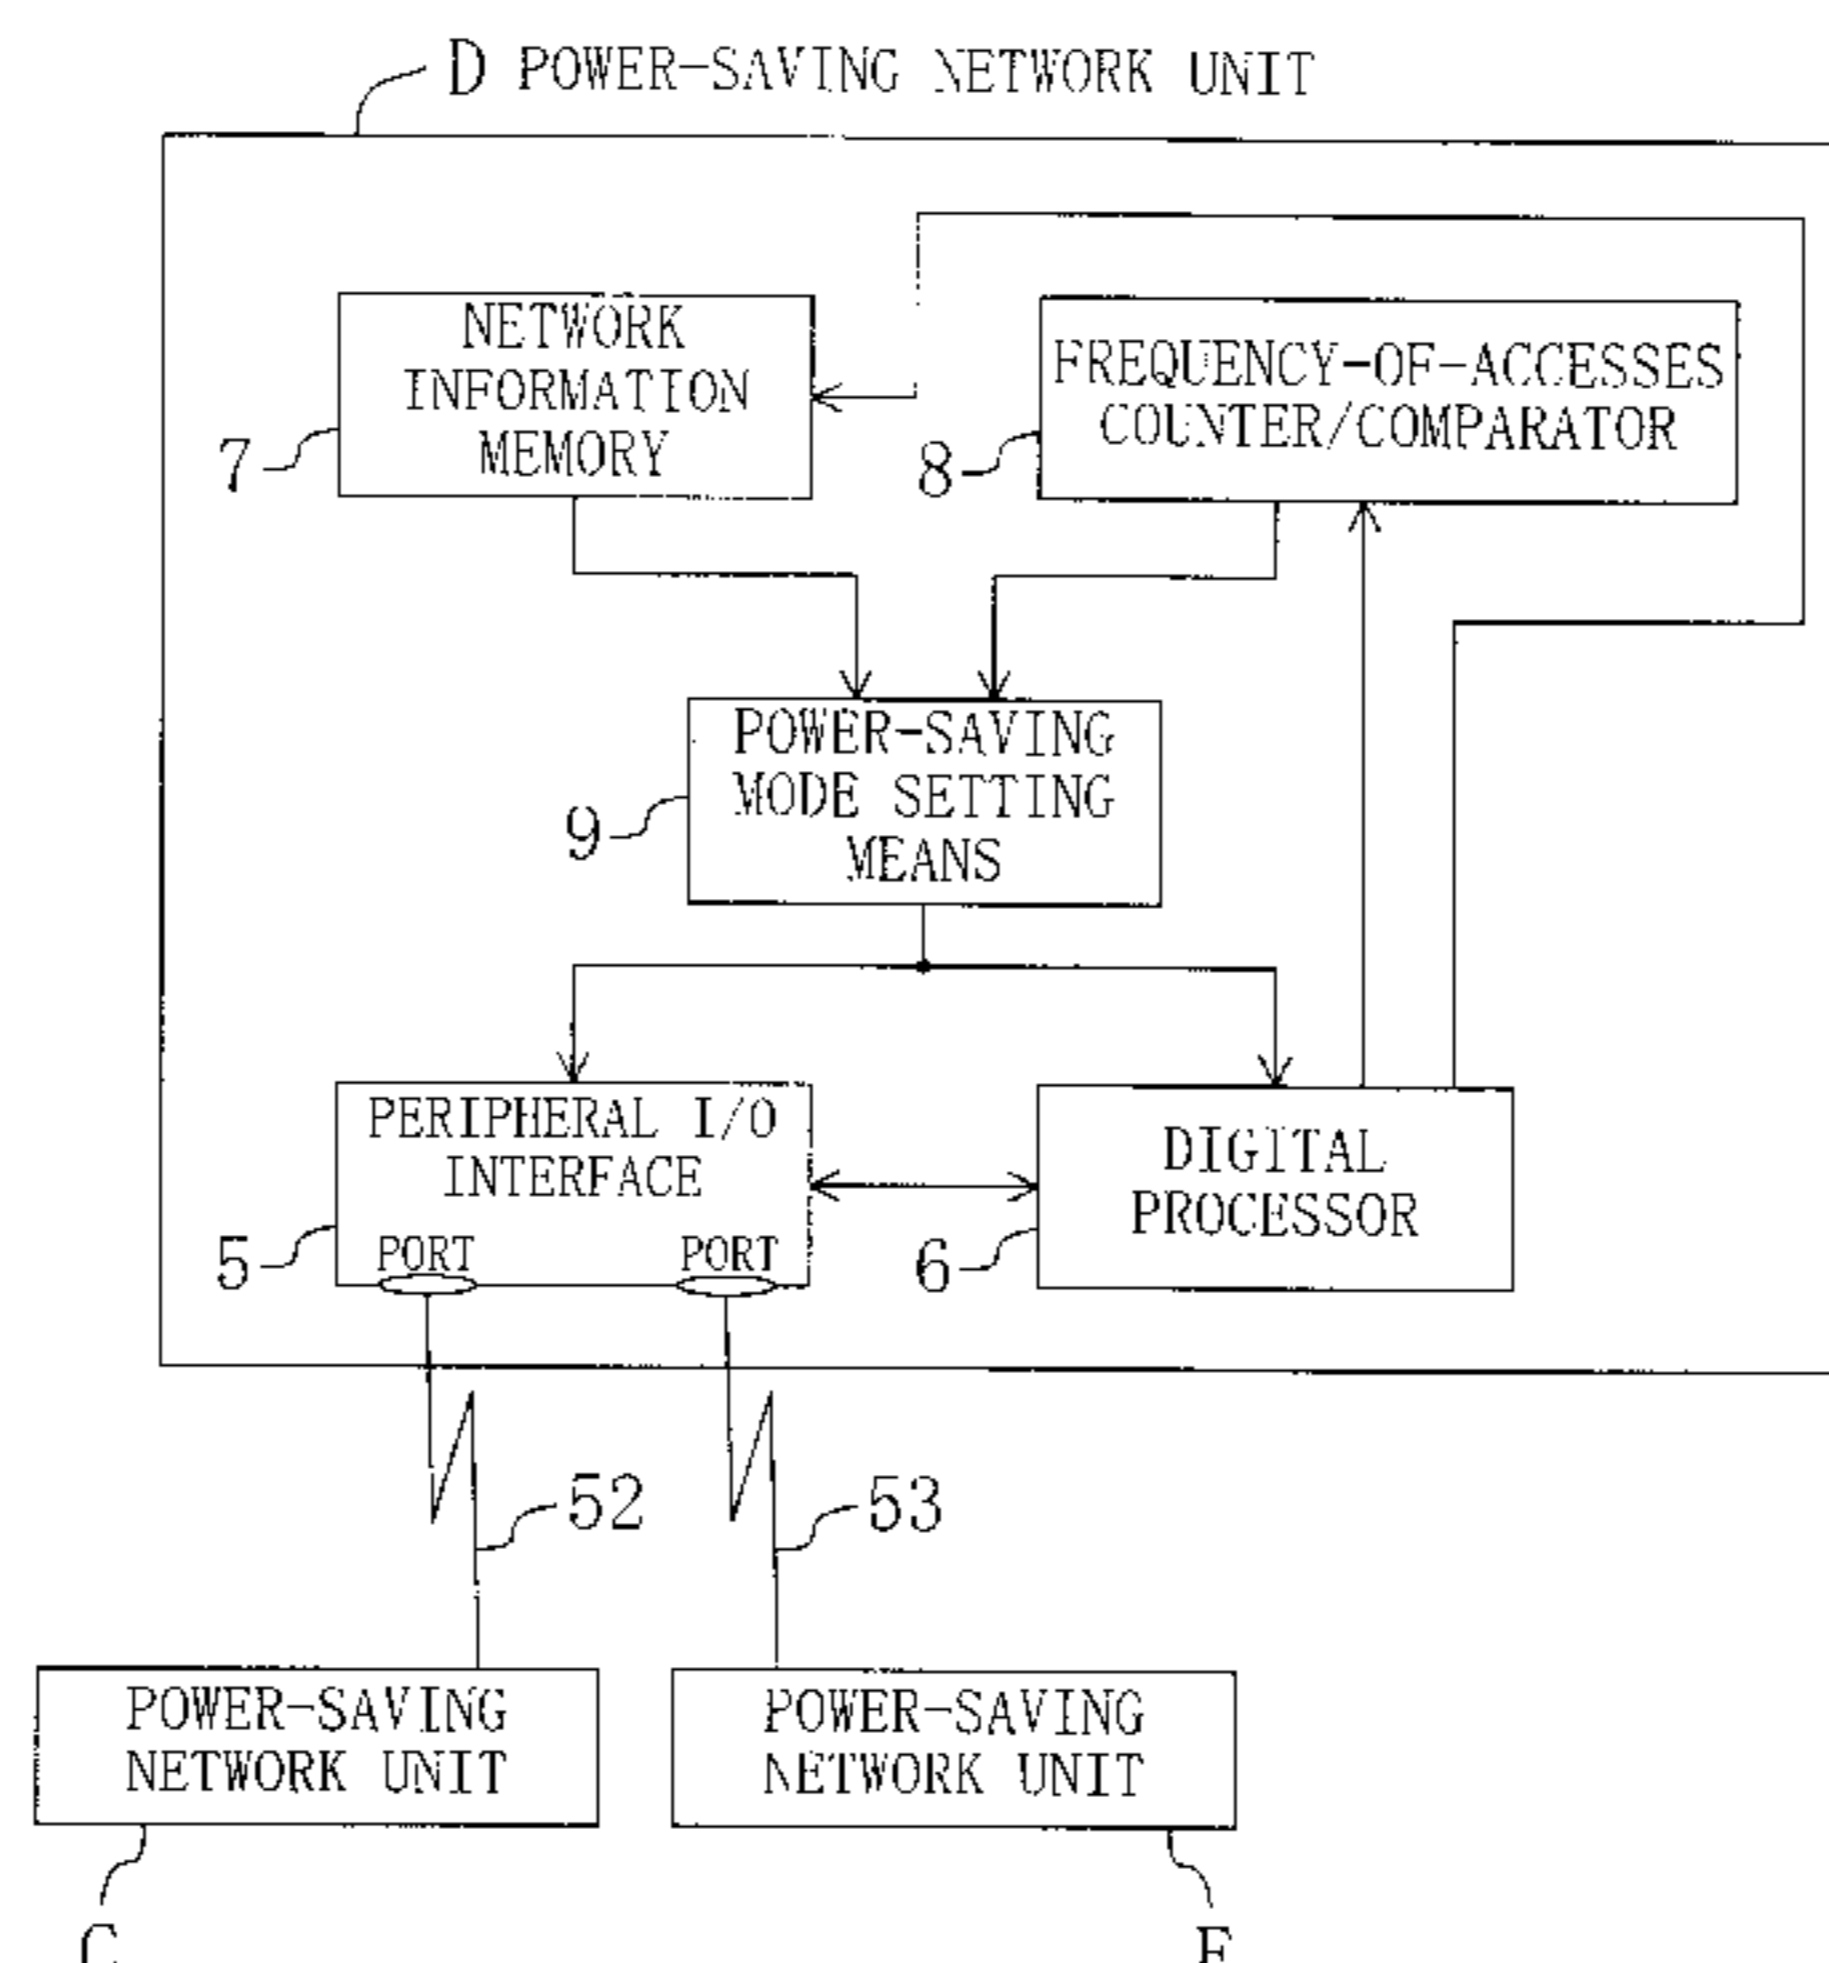 D POWER-SAVING NETWORK UNIT
NETWORK
INFORMATION
MEMORY
7
FREQUENCY-OF-ACCESSES
COUNTER/COMPARATOR
8
POWER-SAVING
MODE SETTING
MEANS
9
PERIPHERAL I/O
INTERFACE
PORT PORT
5
DIGITAL
PROCESSOR
6
52
53
POWER-SAVING
NETWORK UNIT
POWER-SAVING
NETWORK UNIT
C